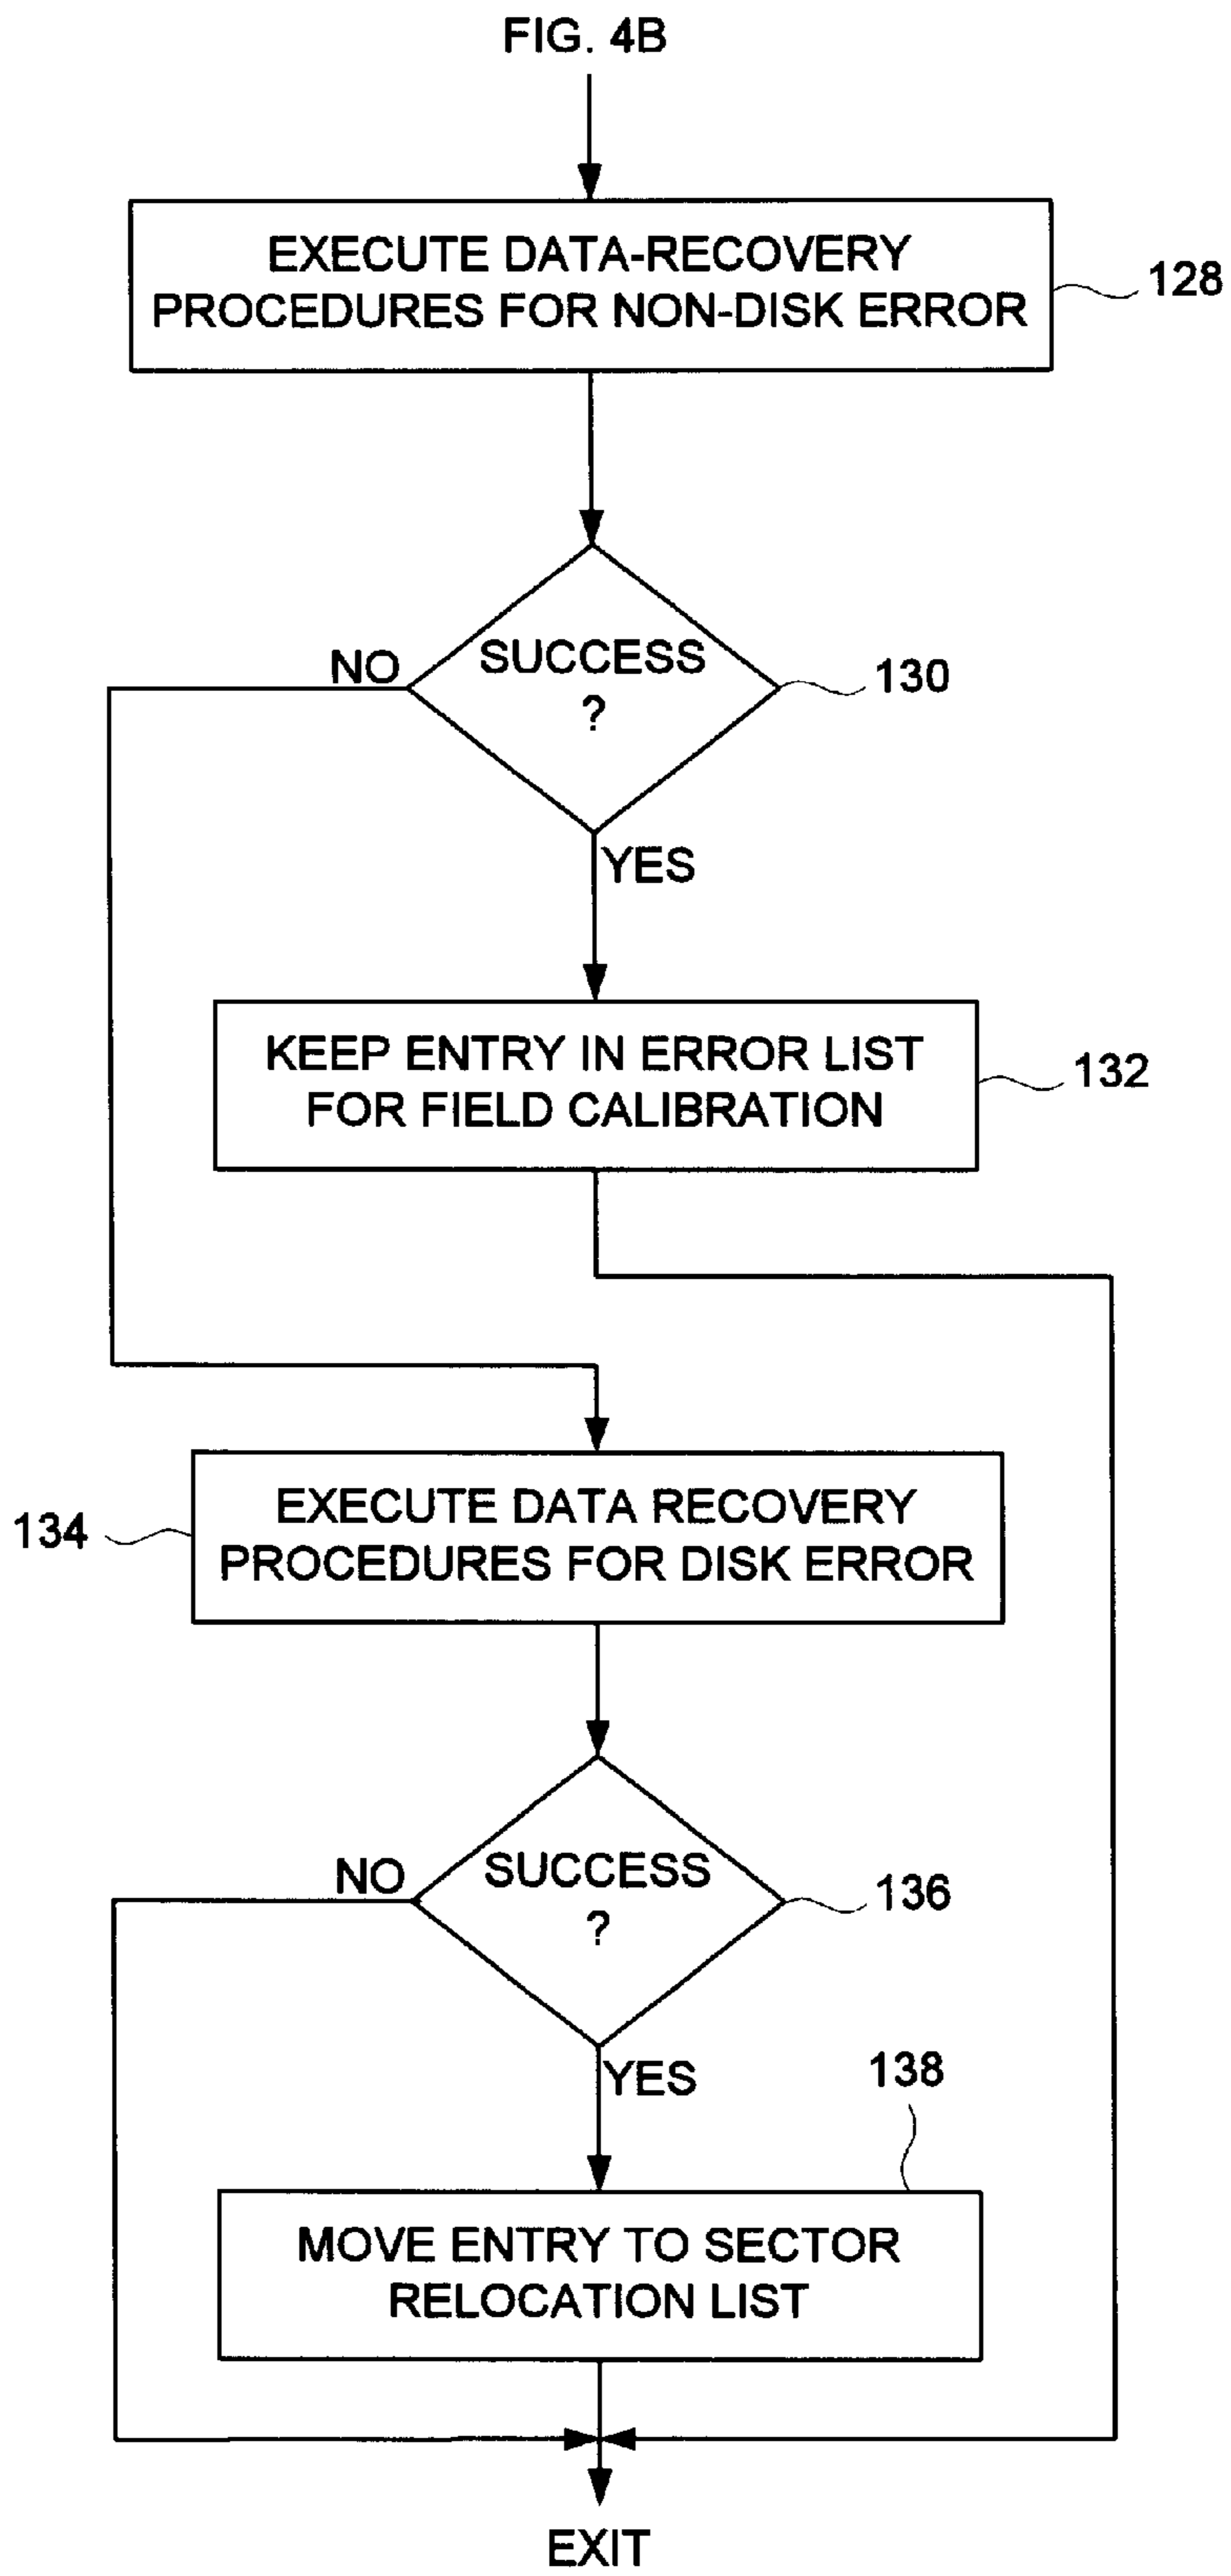 FIG. 4B
EXECUTE DATA-RECOVERY
PROCEDURES FOR NON-DISK ERROR
128
NO
SUCCESS
?
130
YES
KEEP ENTRY IN ERROR LIST
FOR FIELD CALIBRATION
132
134
EXECUTE DATA RECOVERY
PROCEDURES FOR DISK ERROR
NO
SUCCESS
?
136
YES
138
MOVE ENTRY TO SECTOR
RELOCATION LIST
EXIT